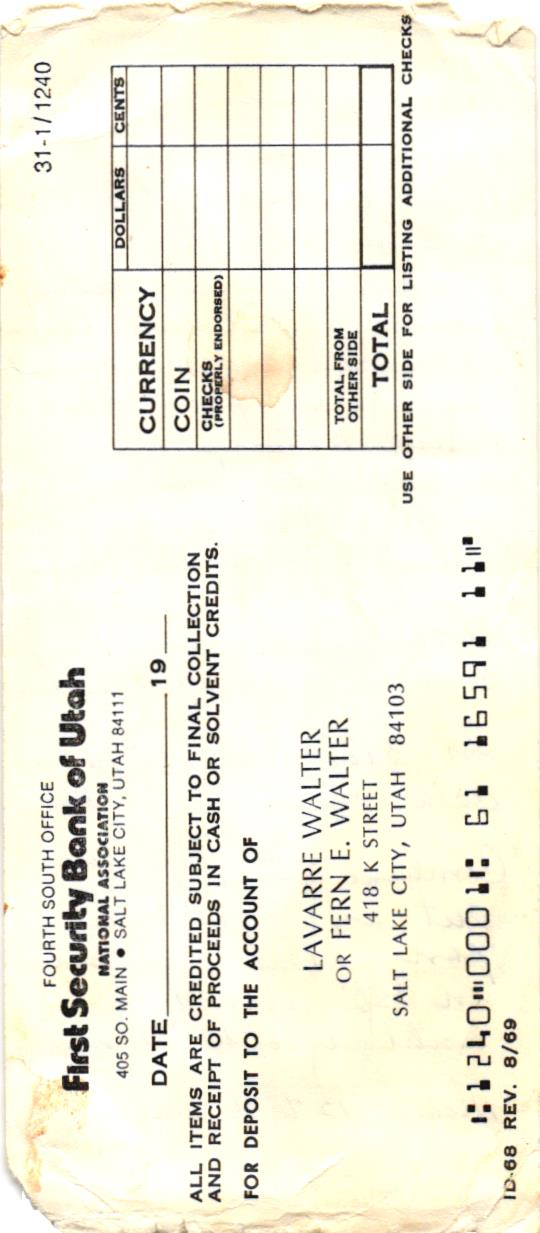 FOURTH SOUTH OFFICE
First Security Bank of Utah
NATIONAL ASSOCIATION
405 SO. MAIN • SALT LAKE CITY, UTAH 84111
31-1/1240
DATE 19
ALL ITEMS ARE CREDITED SUBJECT TO FINAL COLLECTION
AND RECEIPT OF PROCEEDS IN CASH OR SOLVENT CREDITS.
FOR DEPOSIT TO THE ACCOUNT OF
LAVARRE WALTER
OR FERN E. WALTER
418 K STREET
SALT LAKE CITY, UTAH 84103
DOLLARS CENTS
CURRENCY
COIN
CHECKS
(PROPERLY ENDORSED)
TOTAL FROM
OTHER SIDE
TOTAL
USE OTHER SIDE FOR LISTING ADDITIONAL CHECKS
⑆1240⑉0001⑆ 61 16591 11⑈
ID-68 REV. 8/69